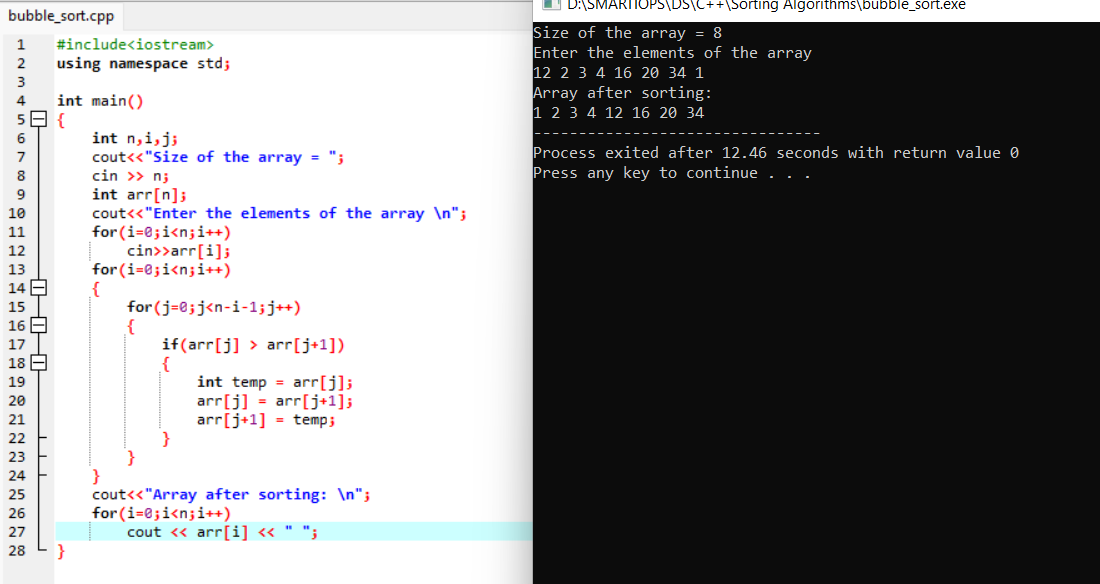 bubble_sort.cpp
1 #include<iostream>
2 using namespace std;
3
4 int main()
5 {
6 int n,i,j;
7 cout<<"Size of the array = ";
8 cin >> n;
9 int arr[n];
10 cout<<"Enter the elements of the array \n";
11 for(i=0;i<n;i++)
12 cin>>arr[i];
13 for(i=0;i<n;i++)
14 {
15 for(j=0;j<n-i-1;j++)
16 {
17 if(arr[j] > arr[j+1])
18 {
19 int temp = arr[j];
20 arr[j] = arr[j+1];
21 arr[j+1] = temp;
22 }
23 }
24 }
25 cout<<"Array after sorting: \n";
26 for(i=0;i<n;i++)
27 cout << arr[i] << " ";
28 }
D:\SMARTIOPS\DS\C++\Sorting Algorithms\bubble_sort.exe
Size of the array = 8
Enter the elements of the array
12 2 3 4 16 20 34 1
Array after sorting:
1 2 3 4 12 16 20 34
--------------------------------
Process exited after 12.46 seconds with return value 0
Press any key to continue . . .